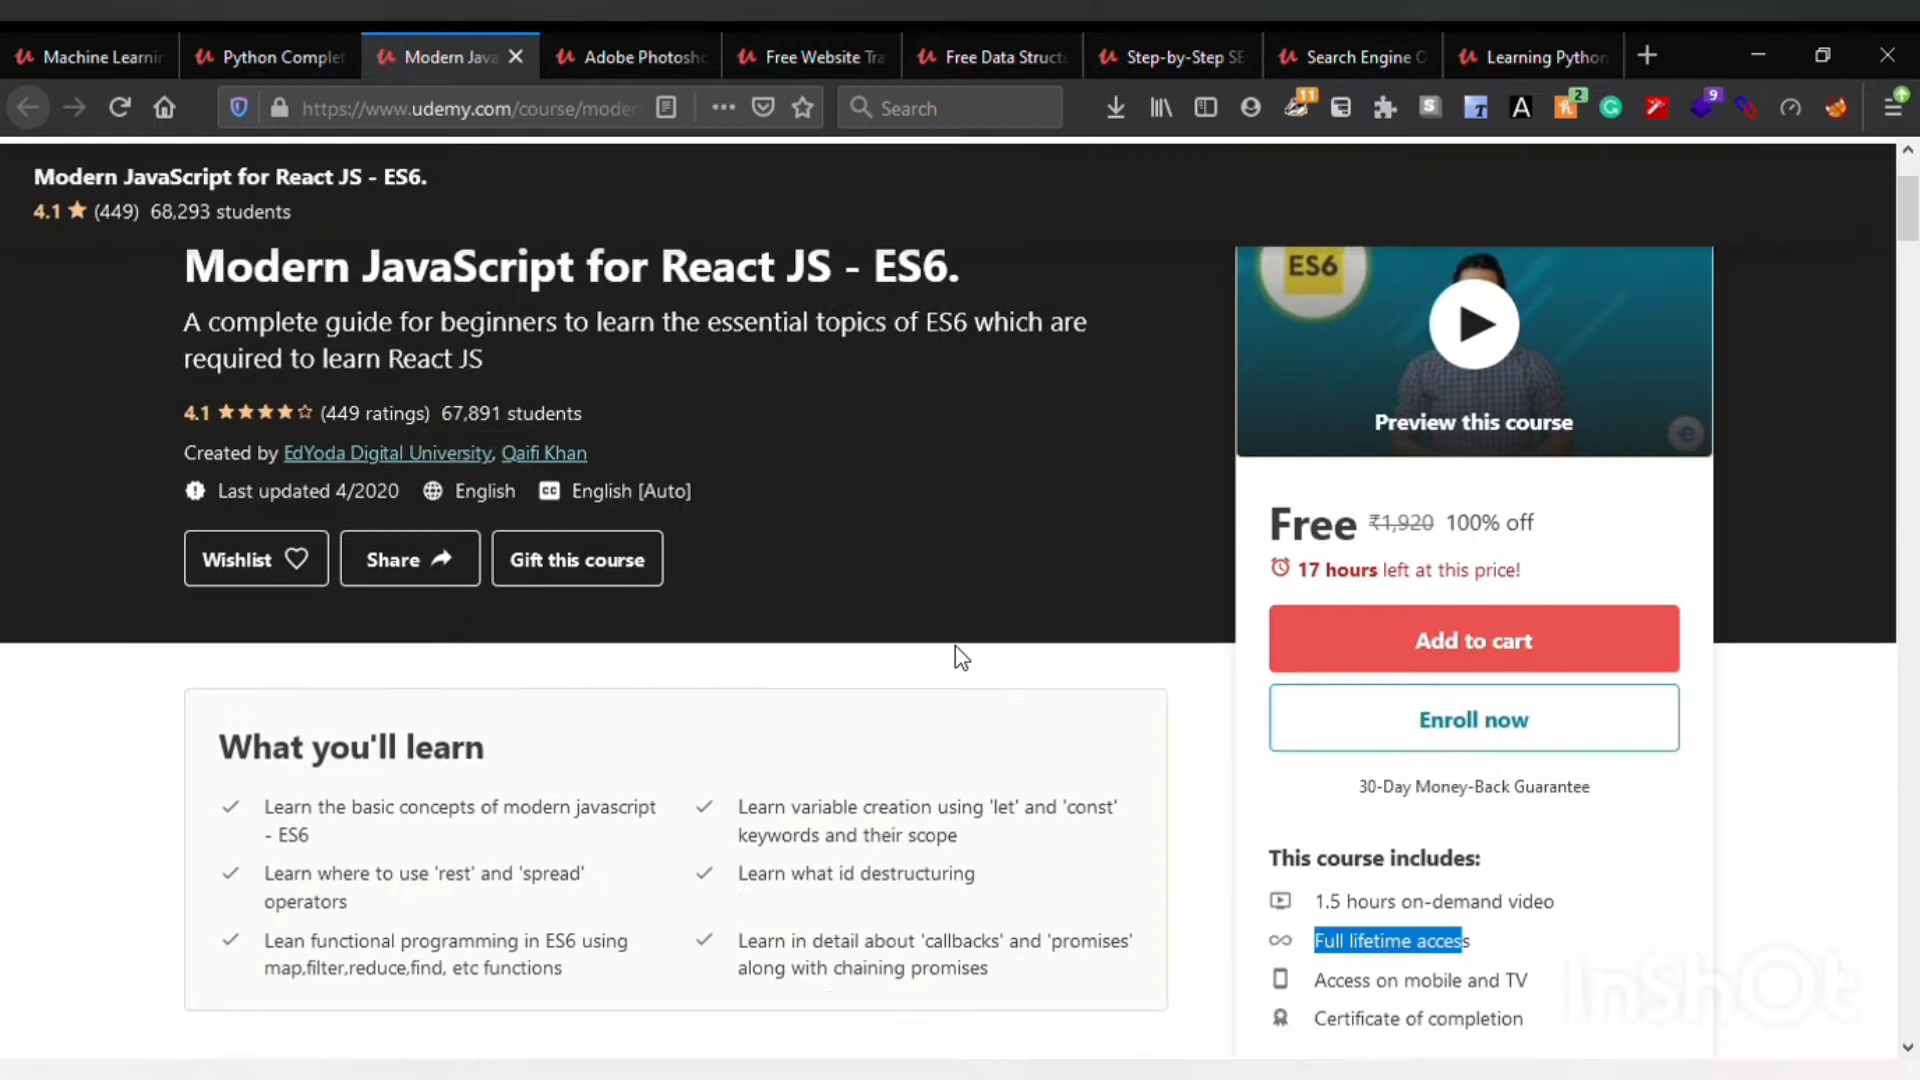 Machine Learnin
Python Complet
Modern Java
Adobe Photosh
Free Website Tra
Free Data Struct
Step-by-Step SE
Search Engine O
Learning Python
https://www.udemy.com/course/moder
Search
11
2
9
Modern JavaScript for React JS - ES6.
4.1 (449) 68,293 students
Modern JavaScript for React JS - ES6.
A complete guide for beginners to learn the essential topics of ES6 which are
required to learn React JS
4.1 (449 ratings) 67,891 students
Created by EdYoda Digital University, Qaifi Khan
Last updated 4/2020 English CC English [Auto]
Wishlist
Share
Gift this course
ES6
Preview this course
Free ₹1,920 100% off
17 hours left at this price!
Add to cart
Enroll now
30-Day Money-Back Guarantee
This course includes:
1.5 hours on-demand video
Full lifetime access
Access on mobile and TV
Certificate of completion
What you'll learn
Learn the basic concepts of modern javascript
- ES6
Learn variable creation using 'let' and 'const'
keywords and their scope
Learn where to use 'rest' and 'spread'
operators
Learn what id destructuring
Lean functional programming in ES6 using
map,filter,reduce,find, etc functions
Learn in detail about 'callbacks' and 'promises'
along with chaining promises
InShOt